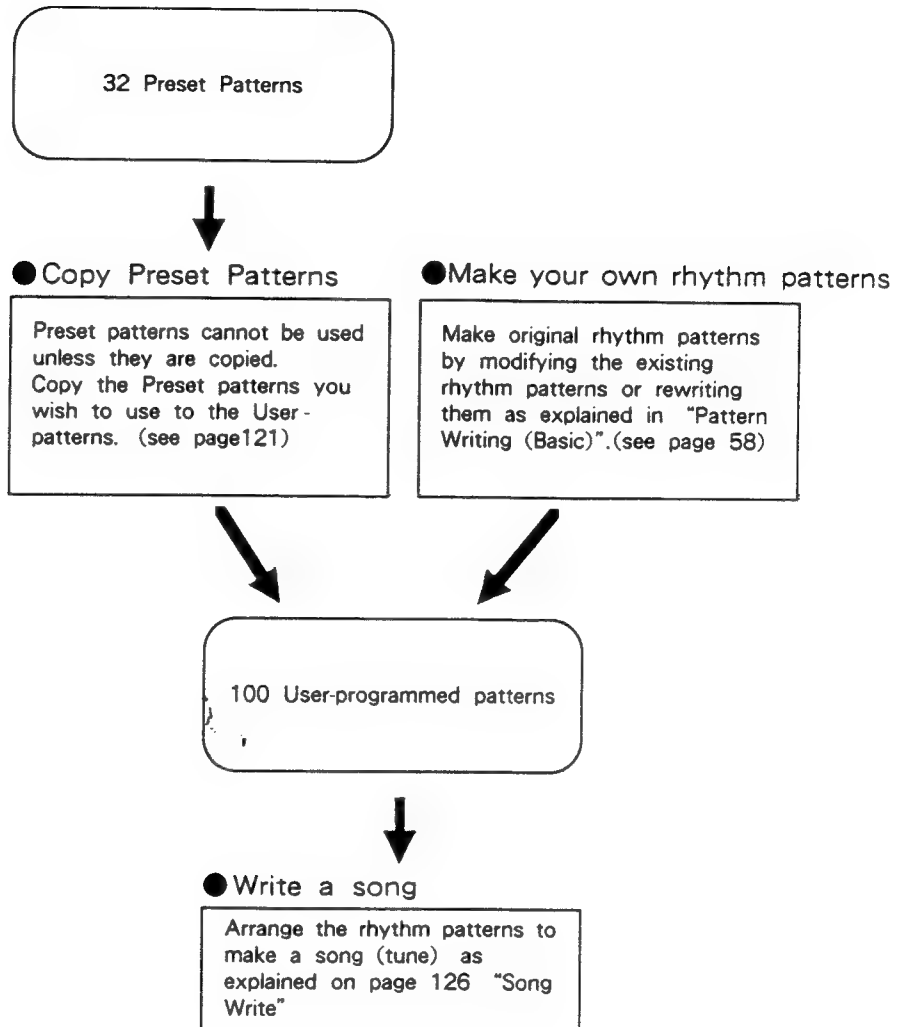 32 Preset Patterns
●Copy Preset Patterns
Preset patterns cannot be used
unless they are copied.
Copy the Preset patterns you
wish to use to the User-
patterns. (see page121)
●Make your own rhythm patterns
Make original rhythm patterns
by modifying the existing
rhythm patterns or rewriting
them as explained in "Pattern
Writing (Basic)".(see page 58)
100 User-programmed patterns
●Write a song
Arrange the rhythm patterns to
make a song (tune) as
explained on page 126 "Song
Write"